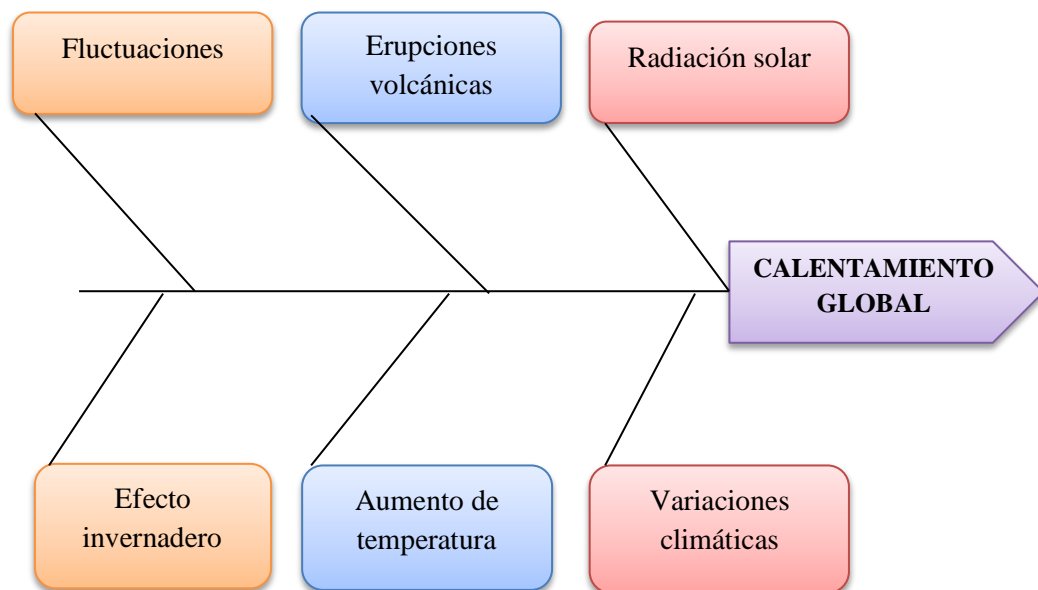 Fluctuaciones
Erupciones
volcánicas
Radiación solar
CALENTAMIENTO
GLOBAL
Efecto
invernadero
Aumento de
temperatura
Variaciones
climáticas